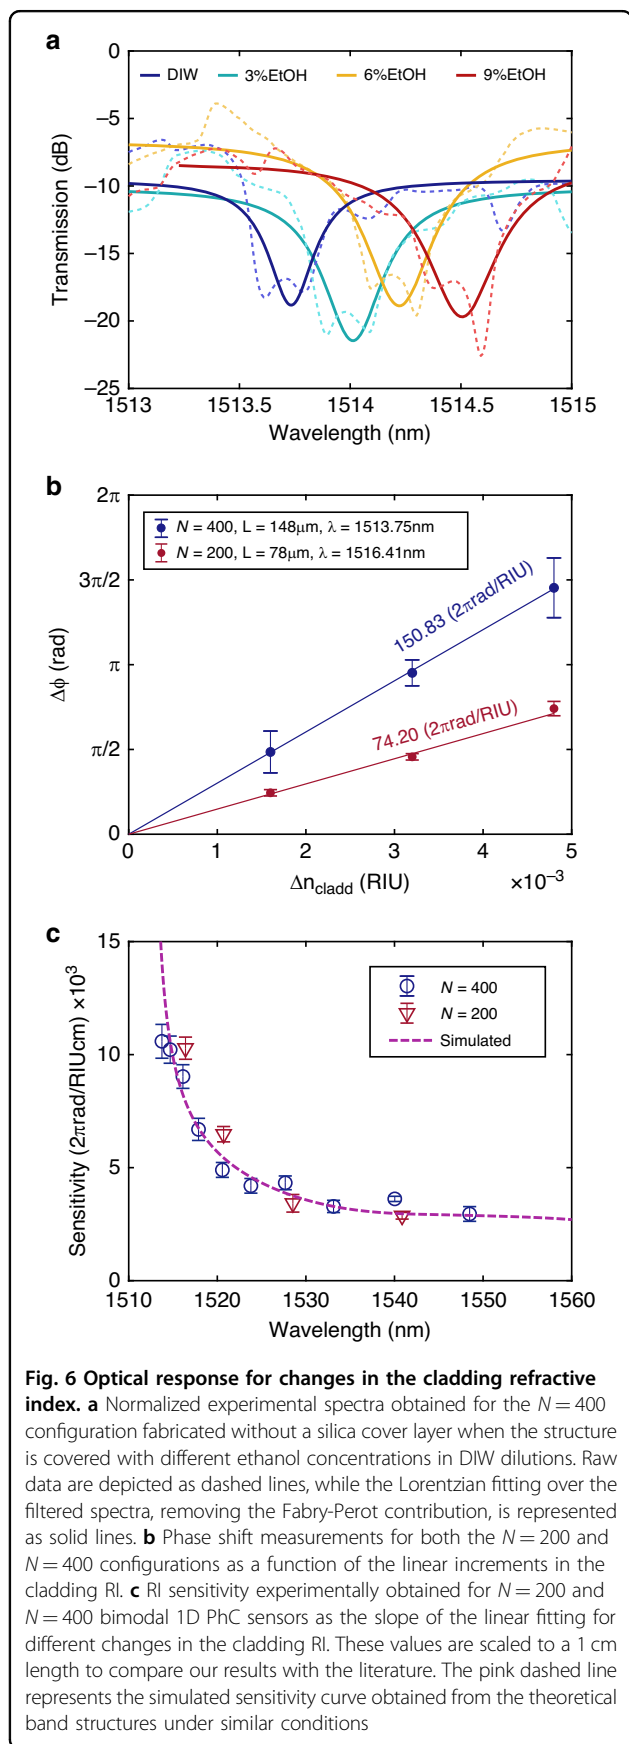 a
0
−5
−10
−15
−20
−25
Transmission (dB)
DIW 3%EtOH 6%EtOH 9%EtOH
1513 1513.5 1514 1514.5 1515
Wavelength (nm)
b
2π
3π/2
π
π/2
0
Δϕ (rad)
N = 400, L = 148μm, λ = 1513.75nm
N = 200, L = 78μm, λ = 1516.41nm
150.83 (2πrad/RIU)
74.20 (2πrad/RIU)
0 1 2 3 4 5
Δncladd (RIU) ×10−3
c
15
10
5
0
Sensitivity (2πrad/RIUcm) ×103
N = 400
N = 200
Simulated
1510 1520 1530 1540 1550 1560
Wavelength (nm)
Fig. 6 Optical response for changes in the cladding refractive
index. a Normalized experimental spectra obtained for the N = 400
configuration fabricated without a silica cover layer when the structure
is covered with different ethanol concentrations in DIW dilutions. Raw
data are depicted as dashed lines, while the Lorentzian fitting over the
filtered spectra, removing the Fabry-Perot contribution, is represented
as solid lines. b Phase shift measurements for both the N = 200 and
N = 400 configurations as a function of the linear increments in the
cladding RI. c RI sensitivity experimentally obtained for N = 200 and
N = 400 bimodal 1D PhC sensors as the slope of the linear fitting for
different changes in the cladding RI. These values are scaled to a 1 cm
length to compare our results with the literature. The pink dashed line
represents the simulated sensitivity curve obtained from the theoretical
band structures under similar conditions